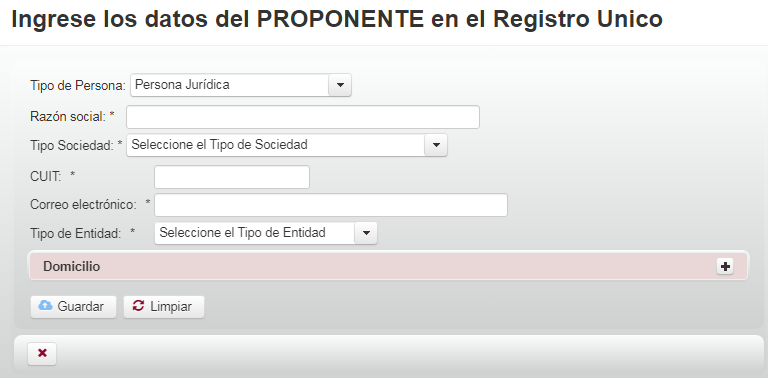 Ingrese los datos del PROPONENTE en el Registro Unico
Tipo de Persona: Persona Jurídica
Razón social: *
Tipo Sociedad: * Seleccione el Tipo de Sociedad
CUIT: *
Correo electrónico: *
Tipo de Entidad: * Seleccione el Tipo de Entidad
Domicilio
Guardar Limpiar